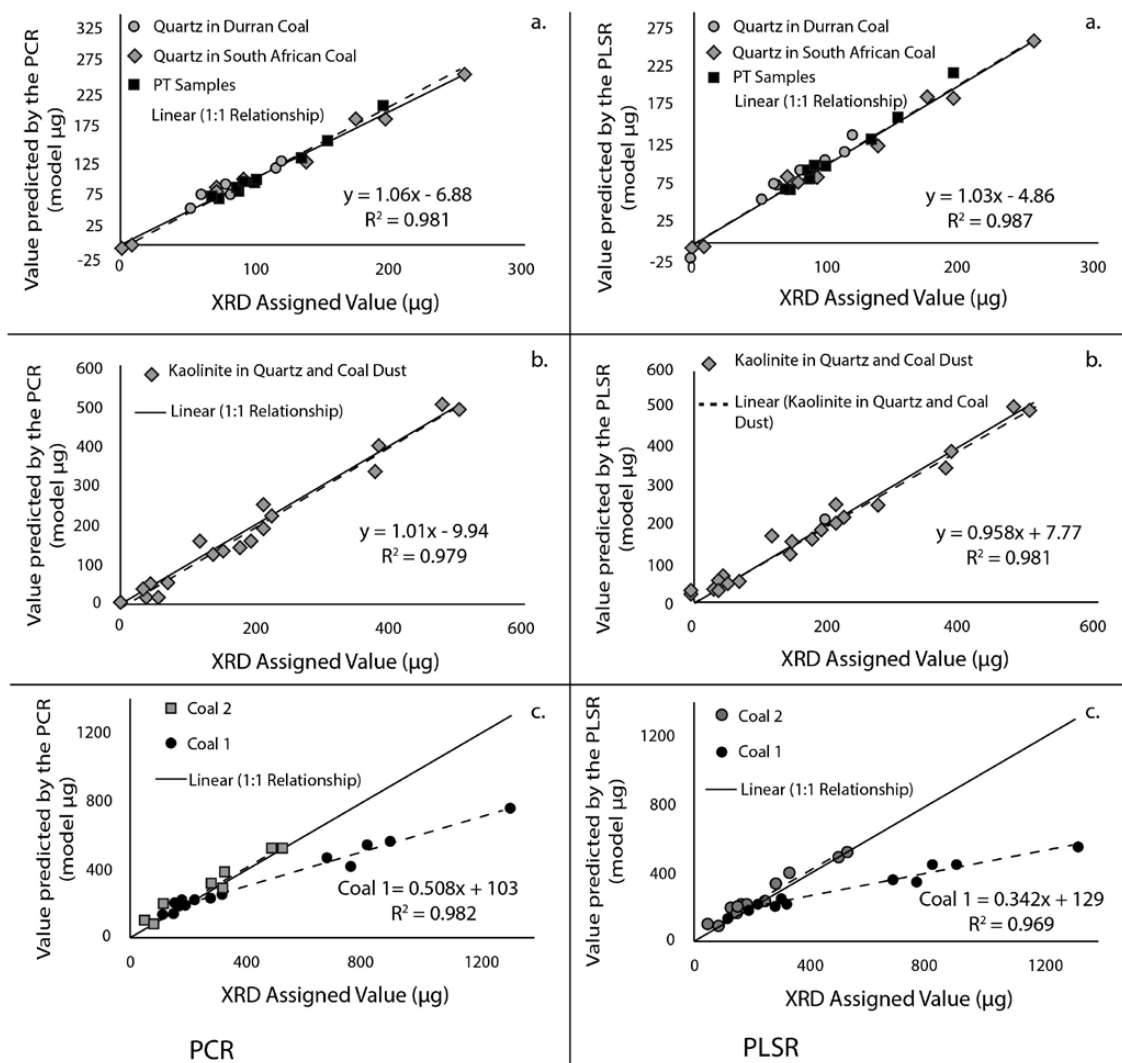 Value predicted by the PCR
(model µg)
325
275
225
175
125
75
25
-25
a.
Quartz in Durran Coal
Quartz in South African Coal
PT Samples
Linear (1:1 Relationship)
y = 1.06x - 6.88
R² = 0.981
0
100
200
300
XRD Assigned Value (µg)
Value predicted by the PLSR
(model µg)
275
225
175
125
75
25
-25
a.
Quartz in Durran Coal
Quartz in South African Coal
PT Samples
Linear (1:1 Relationship)
y = 1.03x - 4.86
R² = 0.987
0
100
200
300
XRD Assigned Value (µg)
Value predicted by the PCR
(model µg)
600
500
400
300
200
100
0
b.
Kaolinite in Quartz and Coal Dust
Linear (1:1 Relationship)
y = 1.01x - 9.94
R² = 0.979
0
200
400
600
XRD Assigned Value (µg)
Value predicted by the PLSR
(model µg)
600
500
400
300
200
100
0
b.
Kaolinite in Quartz and Coal Dust
Linear (Kaolinite in Quartz and Coal
Dust)
y = 0.958x + 7.77
R² = 0.981
0
200
400
600
XRD Assigned Value (µg)
Value predicted by the PCR
(model µg)
1200
800
400
0
c.
Coal 2
Coal 1
Linear (1:1 Relationship)
Coal 1= 0.508x + 103
R² = 0.982
0
400
800
1200
XRD Assigned Value (µg)
PCR
Value predicted by the PLSR
(model µg)
1200
800
400
0
c.
Coal 2
Coal 1
Linear (1:1 Relationship)
Coal 1 = 0.342x + 129
R² = 0.969
0
400
800
1200
XRD Assigned Value (µg)
PLSR